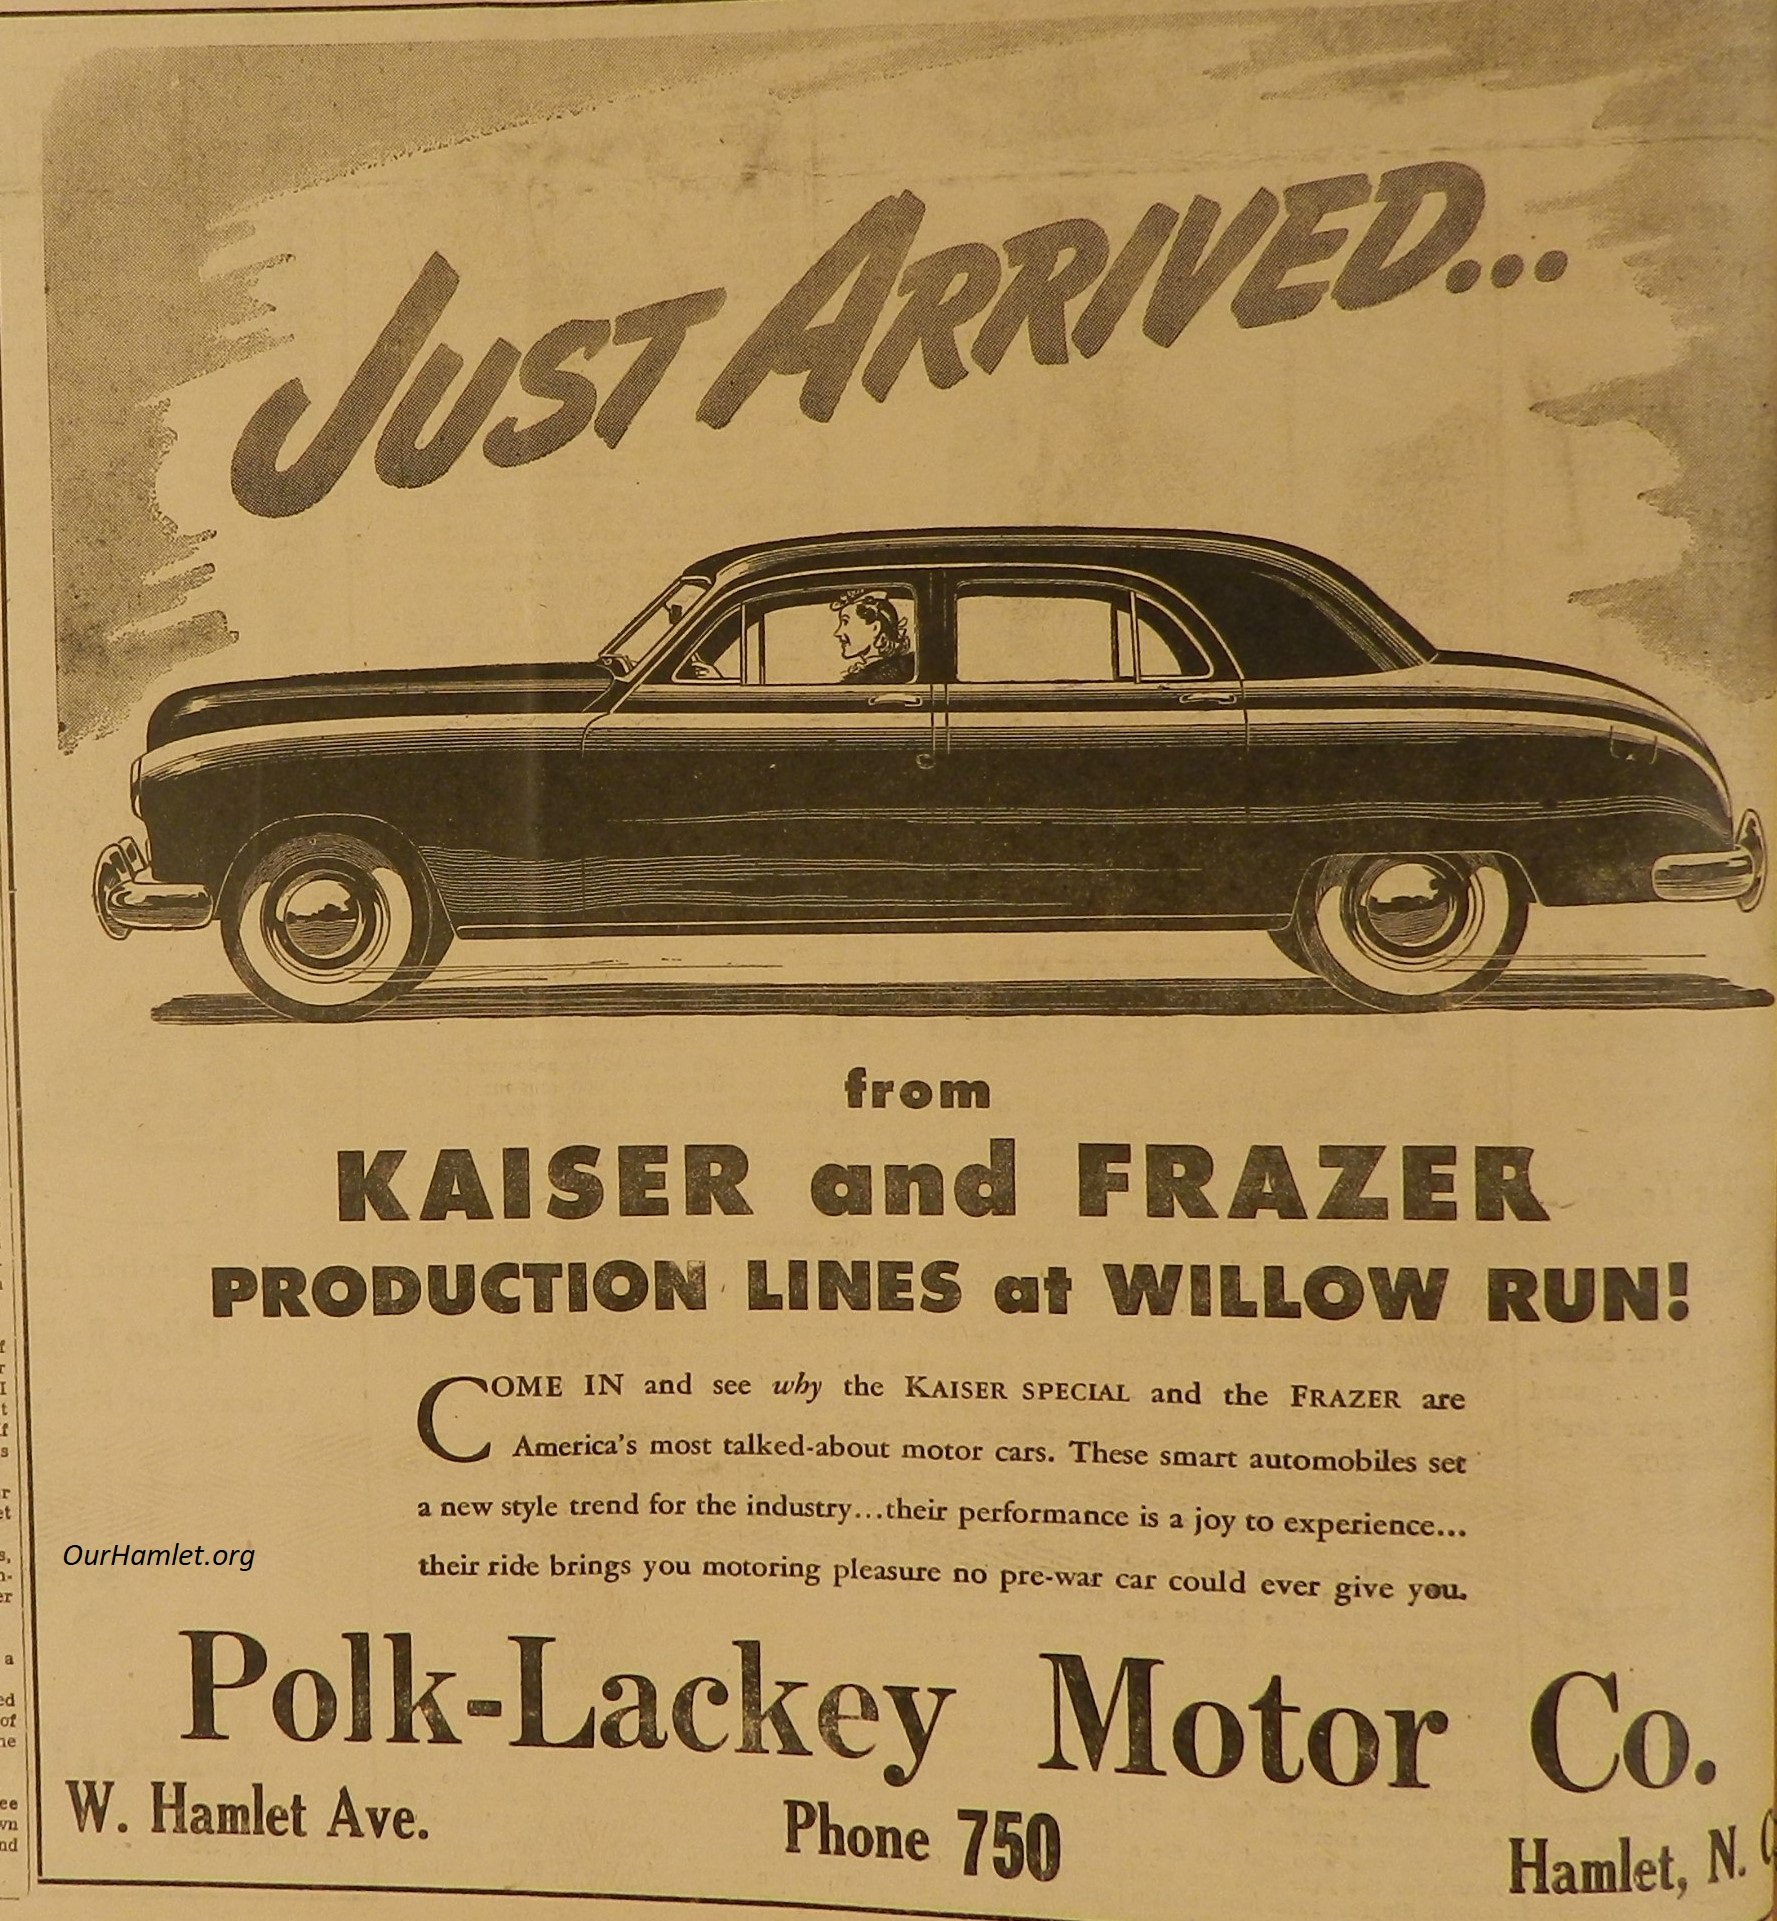 JUST ARRIVED...
from
KAISER and FRAZER
PRODUCTION LINES at WILLOW RUN!
COME IN and see why the KAISER SPECIAL and the FRAZER are
America's most talked-about motor cars. These smart automobiles set
a new style trend for the industry...their performance is a joy to experience...
their ride brings you motoring pleasure no pre-war car could ever give you.
OurHamlet.org
Polk-Lackey Motor Co.
W. Hamlet Ave.
Phone 750
Hamlet, N. C